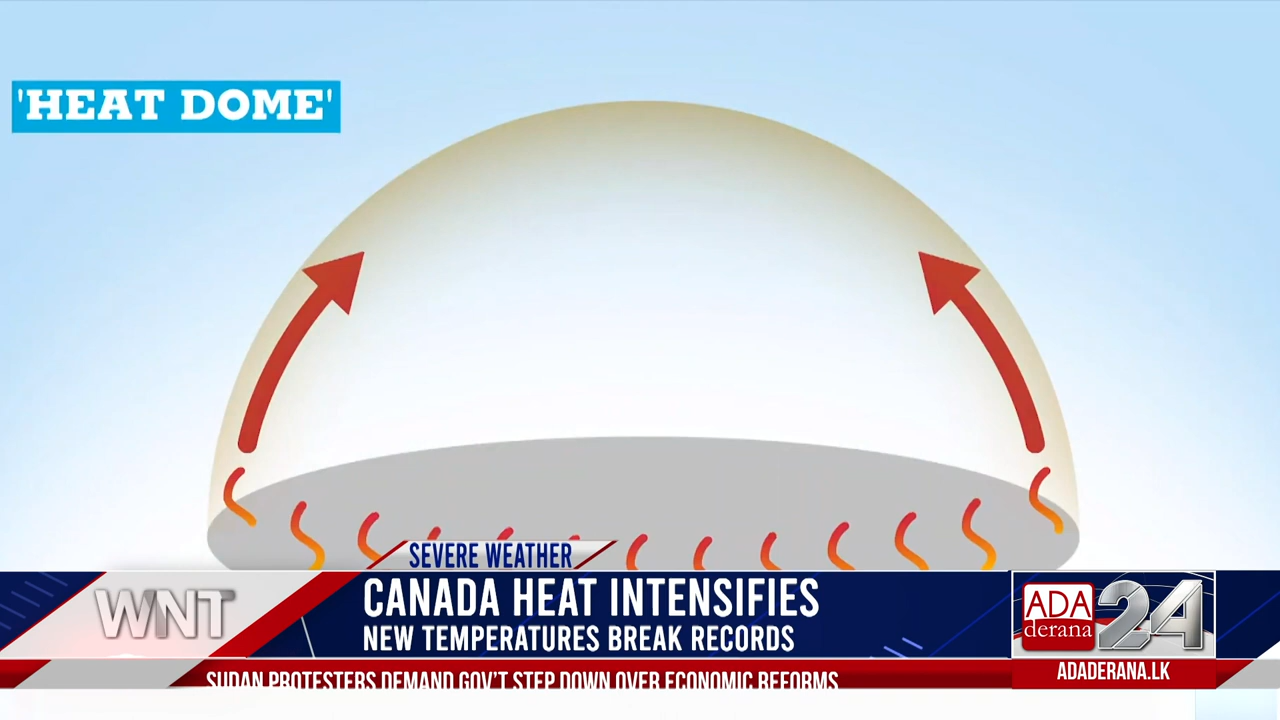 'HEAT DOME'
SEVERE WEATHER
CANADA HEAT INTENSIFIES
NEW TEMPERATURES BREAK RECORDS
WNT
ADA
derana
24
ADADERANA.LK
SUDAN PROTESTERS DEMAND GOV'T STEP DOWN OVER ECONOMIC REFORMS